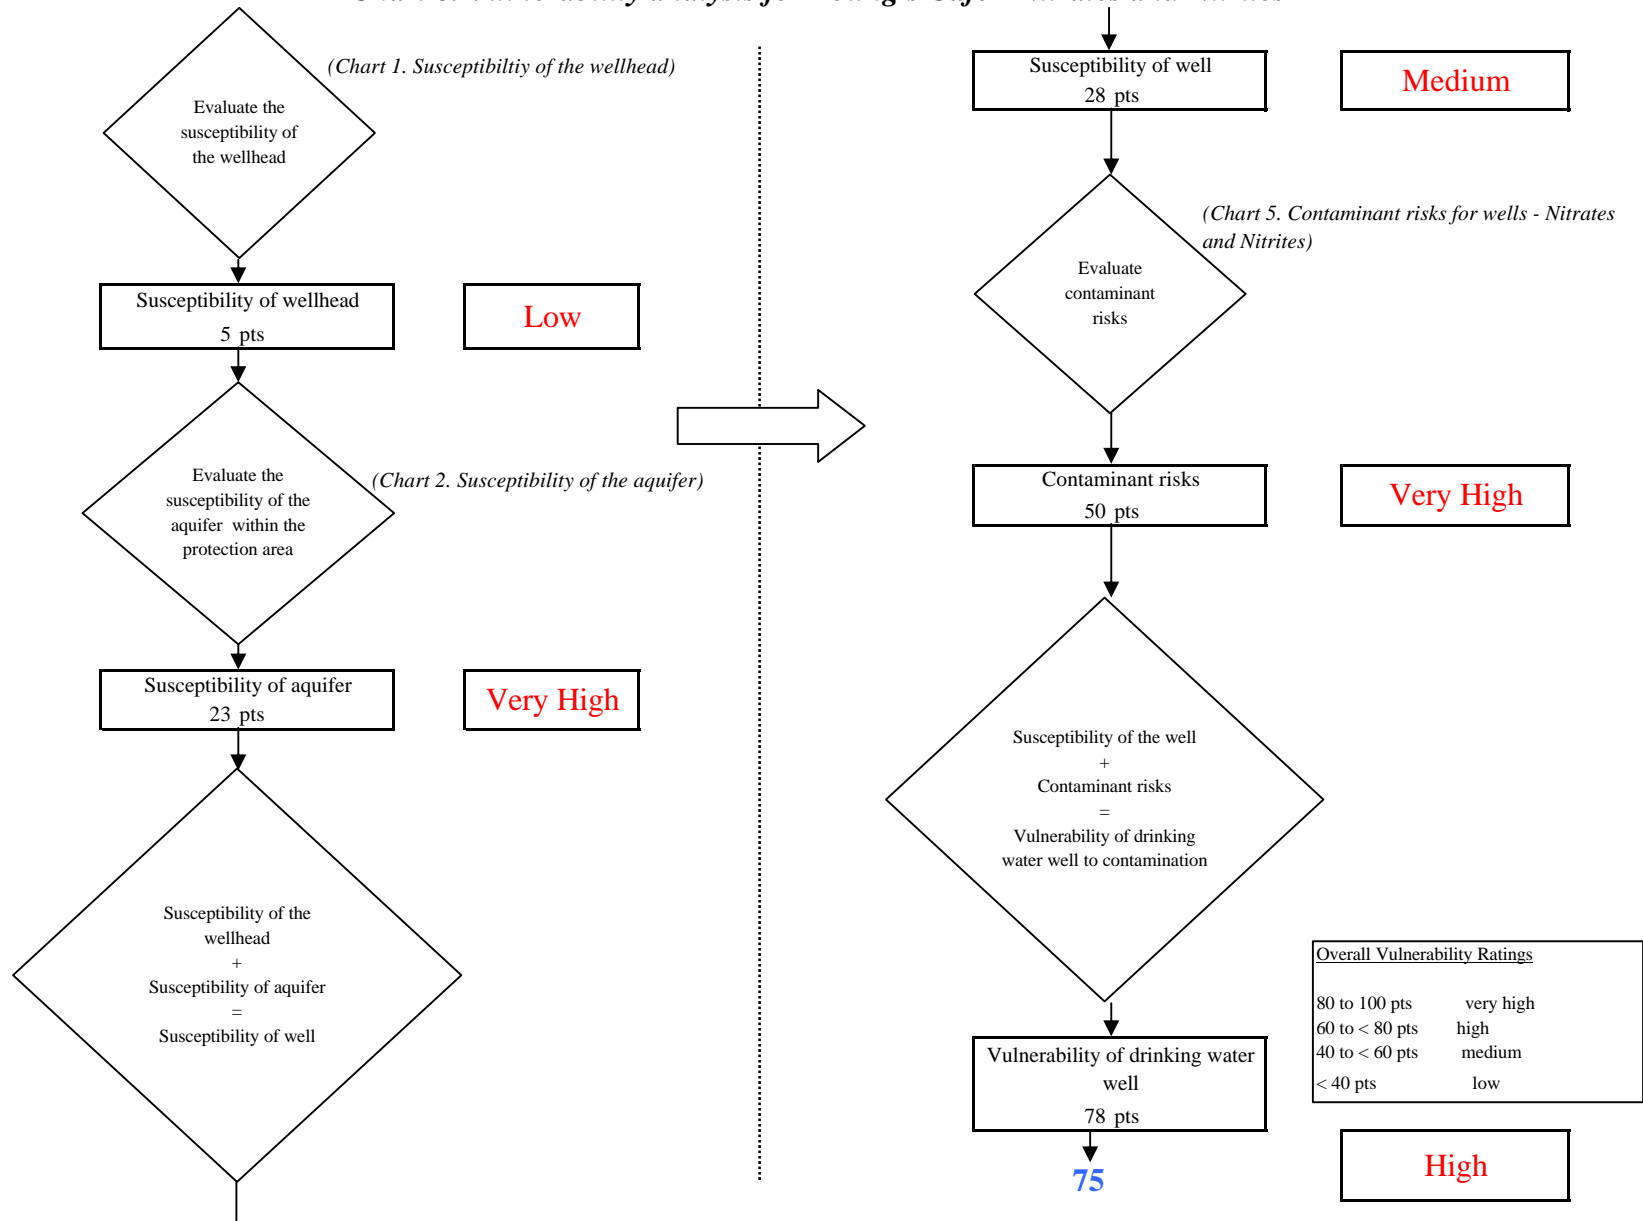 (Chart 1. Susceptibiltiy of the wellhead)
Evaluate the
susceptibility of
the wellhead
Susceptibility of wellhead
5 pts
Low
Evaluate the
susceptibility of the
aquifer within the
protection area
(Chart 2. Susceptibility of the aquifer)
Susceptibility of aquifer
23 pts
Very High
Susceptibility of the
wellhead
+
Susceptibility of aquifer
=
Susceptibility of well
Susceptibility of well
28 pts
Medium
(Chart 5. Contaminant risks for wells - Nitrates
and Nitrites)
Evaluate
contaminant
risks
Contaminant risks
50 pts
Very High
Susceptibility of the well
+
Contaminant risks
=
Vulnerability of drinking
water well to contamination
Overall Vulnerability Ratings
80 to 100 pts very high
60 to < 80 pts high
40 to < 60 pts medium
< 40 pts low
Vulnerability of drinking water
well
78 pts
75
High